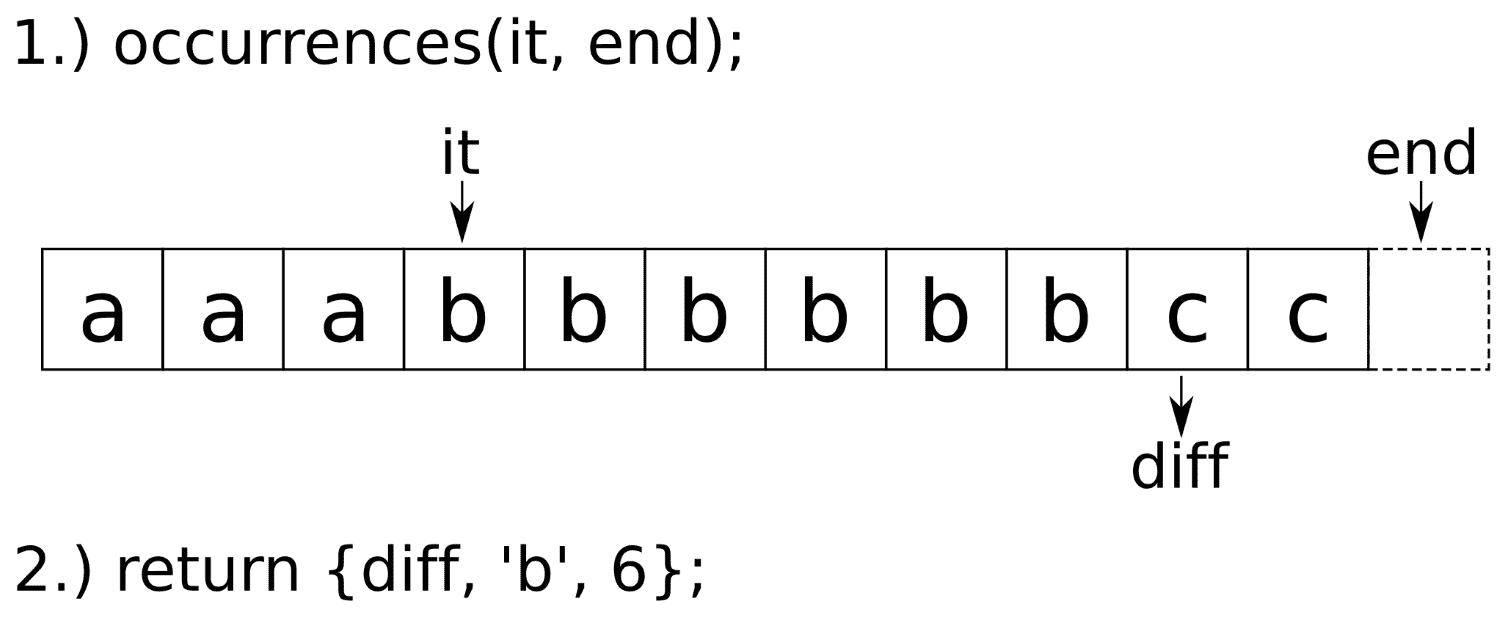 1.) occurrences(it, end);
it end
a a a b b b b b b c c
diff
2.) return {diff, 'b', 6};